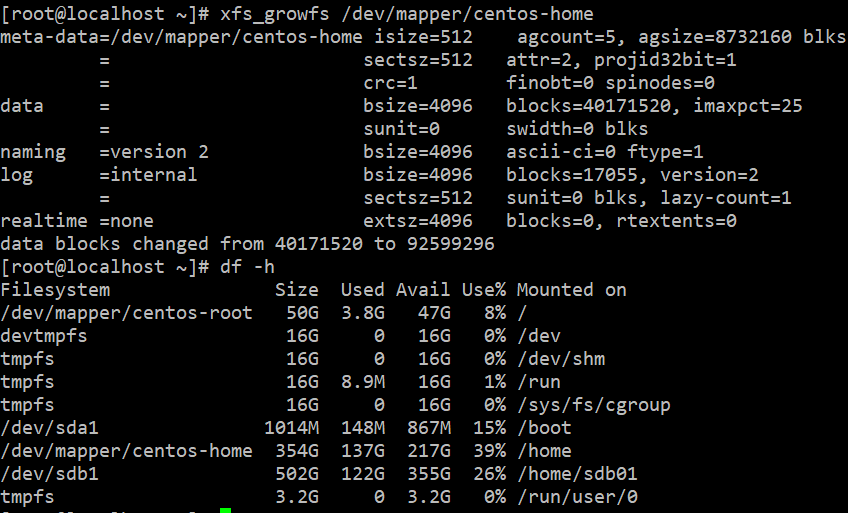 [root@localhost ~]# xfs_growfs /dev/mapper/centos-home
meta-data=/dev/mapper/centos-home isize=512    agcount=5, agsize=8732160 blks
         =                       sectsz=512   attr=2, projid32bit=1
         =                       crc=1        finobt=0 spinodes=0
data     =                       bsize=4096   blocks=40171520, imaxpct=25
         =                       sunit=0      swidth=0 blks
naming   =version 2              bsize=4096   ascii-ci=0 ftype=1
log      =internal               bsize=4096   blocks=17055, version=2
         =                       sectsz=512   sunit=0 blks, lazy-count=1
realtime =none                   extsz=4096   blocks=0, rtextents=0
data blocks changed from 40171520 to 92599296
[root@localhost ~]# df -h
Filesystem               Size  Used Avail Use% Mounted on
/dev/mapper/centos-root   50G  3.8G   47G   8% /
devtmpfs                  16G     0   16G   0% /dev
tmpfs                     16G     0   16G   0% /dev/shm
tmpfs                     16G  8.9M   16G   1% /run
tmpfs                     16G     0   16G   0% /sys/fs/cgroup
/dev/sda1               1014M  148M  867M  15% /boot
/dev/mapper/centos-home  354G  137G  217G  39% /home
/dev/sdb1                502G  122G  355G  26% /home/sdb01
tmpfs                    3.2G     0  3.2G   0% /run/user/0